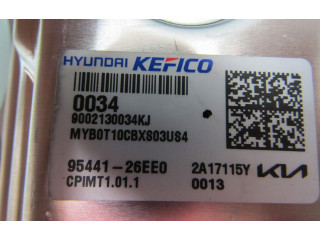 HYUNDAI KEFICO
0034
9002130034KJ
MYB0T10CBXS03US4
95441-26EE0 2A17115Y KIA
CPIMT1.01.1 0013